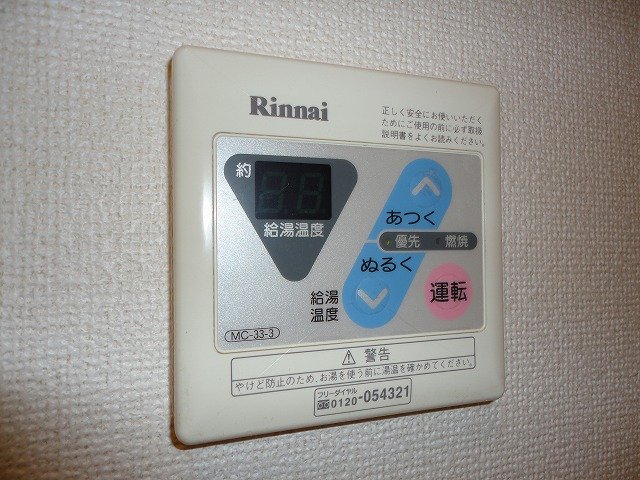 Rinnai
正しく安全にお使いいただく
ためにご使用の前に必ず取扱
説明書をよくお読みください。
約
給湯温度
あつく
優先 燃焼
ぬるく
給湯
温度
運転
MC-33-3
警告
やけど防止のため、お湯を使う前に湯温を確かめてください。
フリーダイヤル
0120-054321